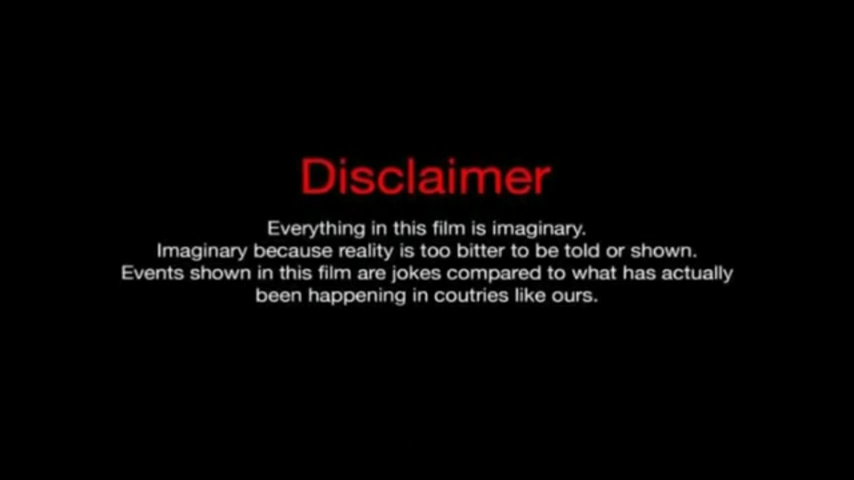 Disclaimer
Everything in this film is imaginary.
Imaginary because reality is too bitter to be told or shown.
Events shown in this film are jokes compared to what has actually
been happening in coutries like ours.